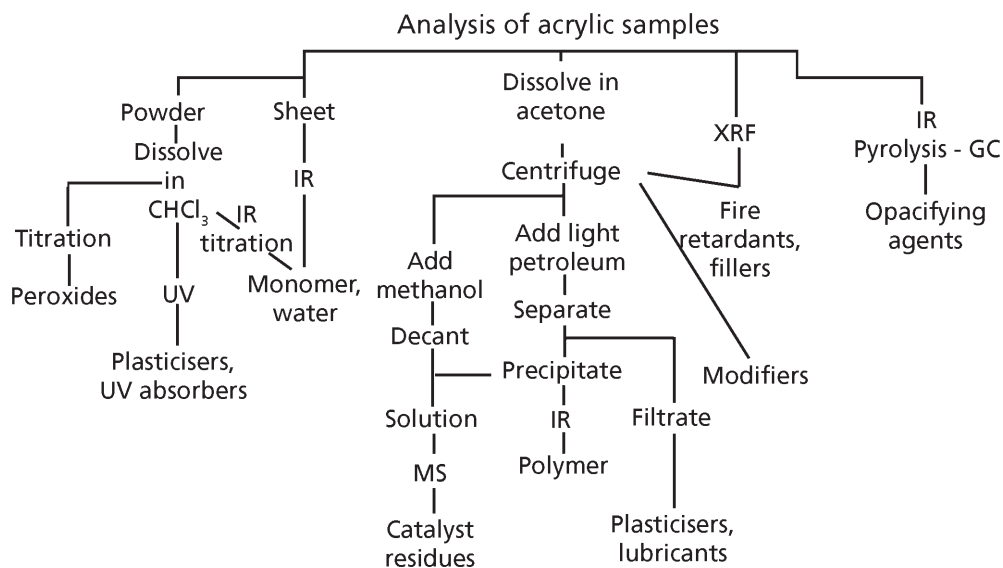 Analysis of acrylic samples
Powder
Dissolve
in
CHCl₃
Titration
Peroxides
UV
Plasticisers,
UV absorbers
IR
titration
Sheet
IR
Monomer,
water
Dissolve in
acetone
Centrifuge
Add
methanol
Decant
Solution
MS
Catalyst
residues
Add light
petroleum
Separate
Precipitate
IR
Polymer
Filtrate
Plasticisers,
lubricants
XRF
Fire
retardants,
fillers
Modifiers
IR
Pyrolysis - GC
Opacifying
agents